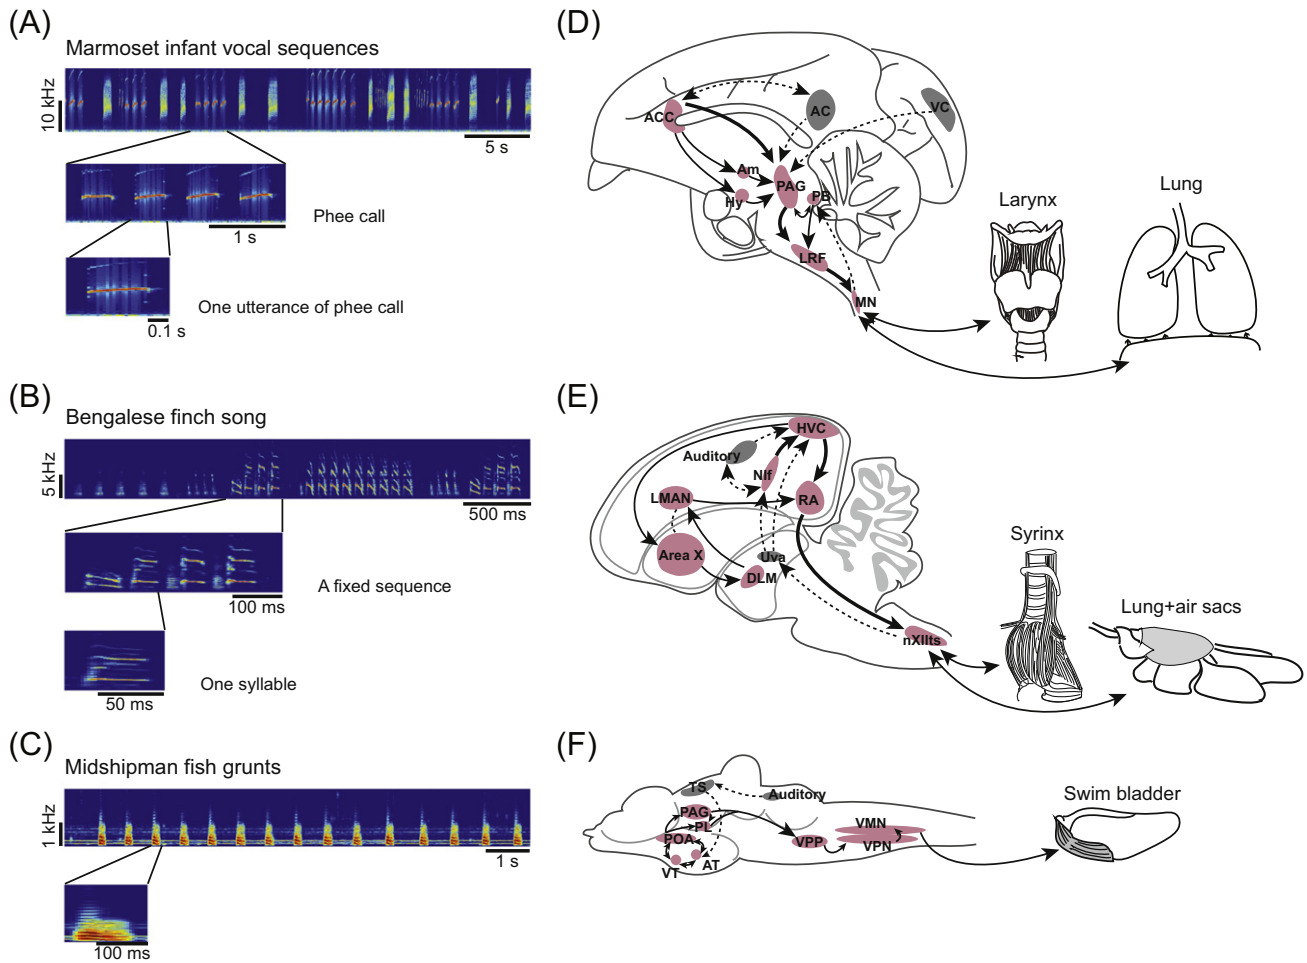 (A)
Marmoset infant vocal sequences
10 kHz
5 s
Phee call
1 s
One utterance of phee call
0.1 s
(B)
Bengalese finch song
5 kHz
500 ms
A fixed sequence
100 ms
One syllable
50 ms
(C)
Midshipman fish grunts
1 kHz
1 s
100 ms
(D)
ACC
AC
VC
Am
PAG
Hy
PB
LRF
MN
Larynx
Lung
(E)
HVC
Auditory
NIf
LMAN
RA
Area X
Uva
DLM
nXIIts
Syrinx
Lung+air sacs
(F)
TS
Auditory
PAG
PL
POA
VT
AT
VPP
VMN
VPN
Swim bladder